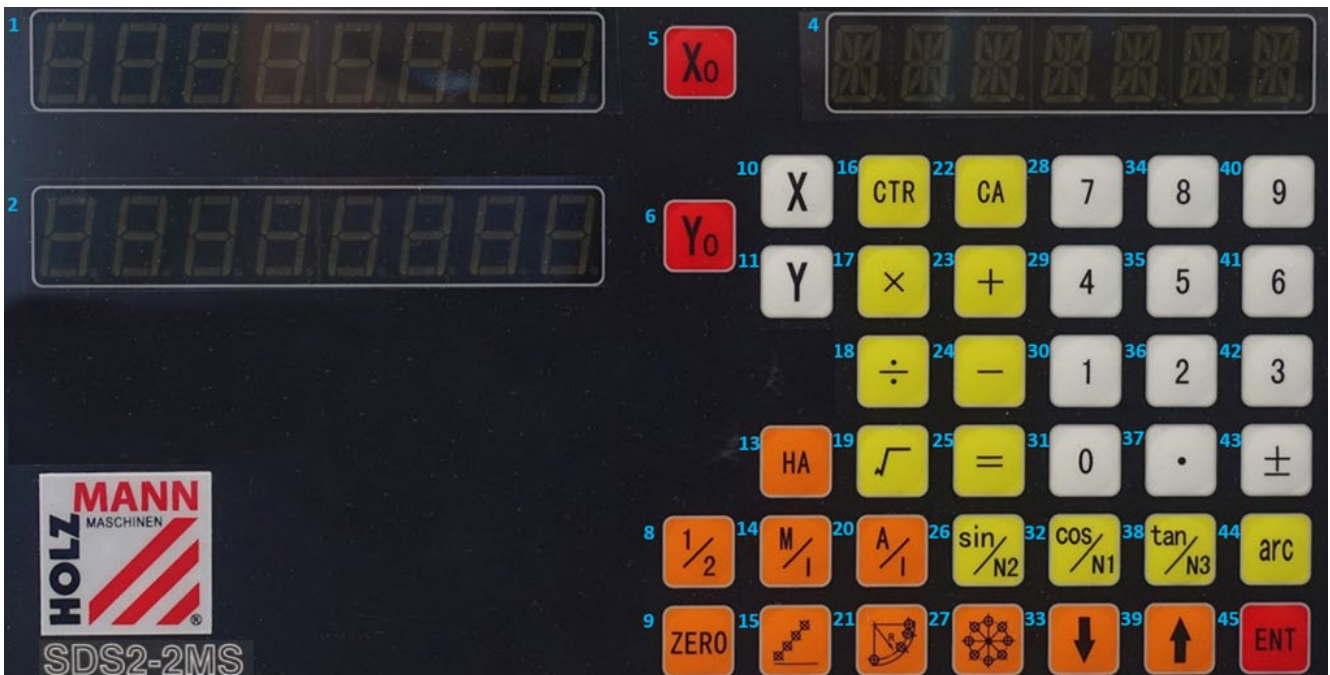 1 5 X0 4
10 X 16 CTR 22 CA 28 7 34 8 40 9
2 6 Y0
11 Y 17 × 23 + 29 4 35 5 41 6
18 ÷ 24 − 30 1 36 2 42 3
13 HA 19 √ 25 = 31 0 37 . 43 ±
HOLZ
MANN
MASCHINEN
®
8 1/2 14 M/I 20 A/I 26 sin/N2 32 cos/N1 38 tan/N3 44 arc
9 ZERO 15 21 R 27 33 ⬇ 39 ⬆ 45 ENT
SDS2-2MS